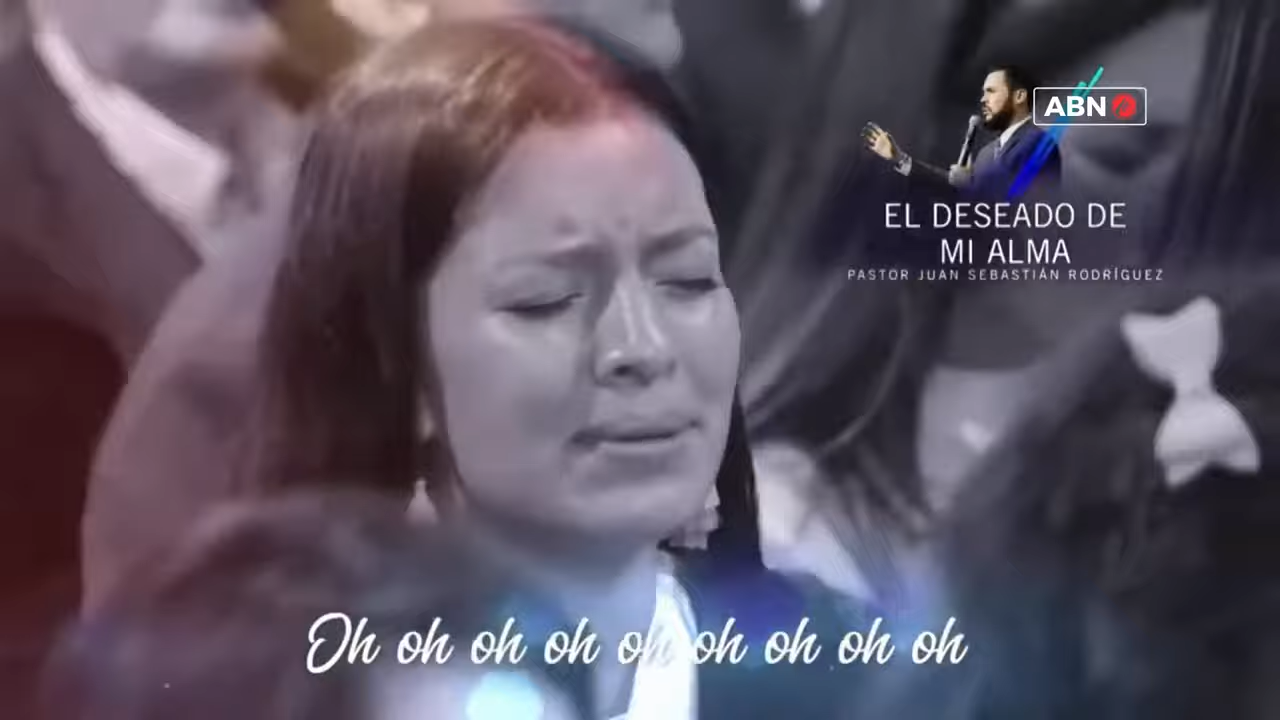 ABN
EL DESEADO DE
MI ALMA
PASTOR JUAN SEBASTIÁN RODRÍGUEZ
Oh oh oh oh oh oh oh oh oh